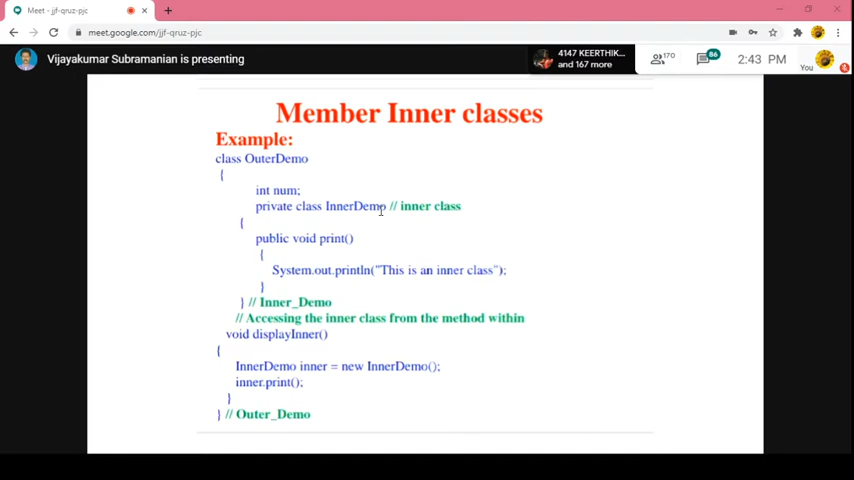 Meet - jjf-qruz-pjc
meet.google.com/jjf-qruz-pjc
Vijayakumar Subramanian is presenting
4147 KEERTHIK...
and 167 more
170
86
2:43 PM
You
Member Inner classes
Example:
class OuterDemo
{
int num;
private class InnerDemo // inner class
{
public void print()
{
System.out.println("This is an inner class");
}
} // Inner_Demo
// Accessing the inner class from the method within
void displayInner()
{
InnerDemo inner = new InnerDemo();
inner.print();
}
} // Outer_Demo